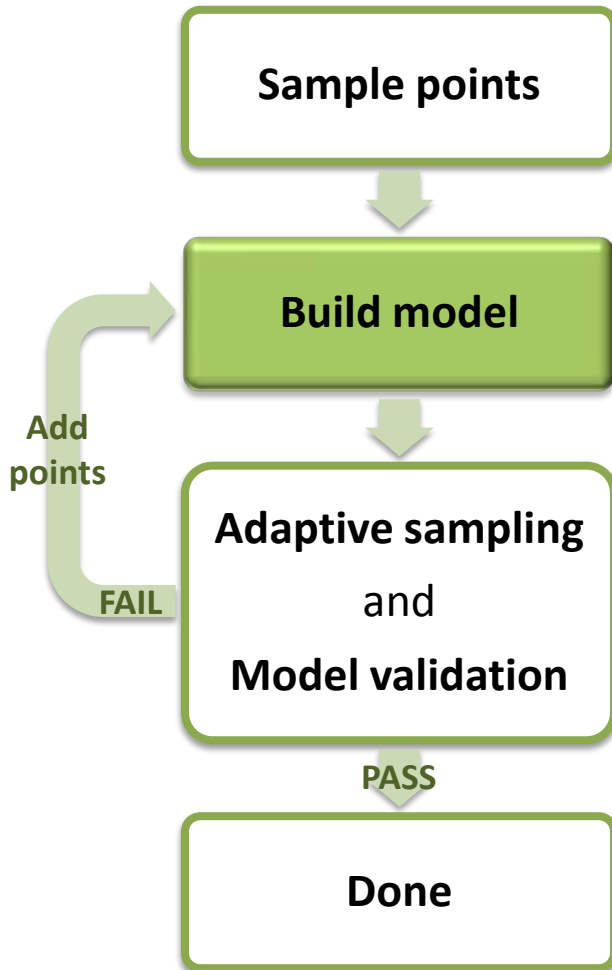 Sample points
Build model
Add
points
Adaptive sampling
and
FAIL
Model validation
PASS
Done